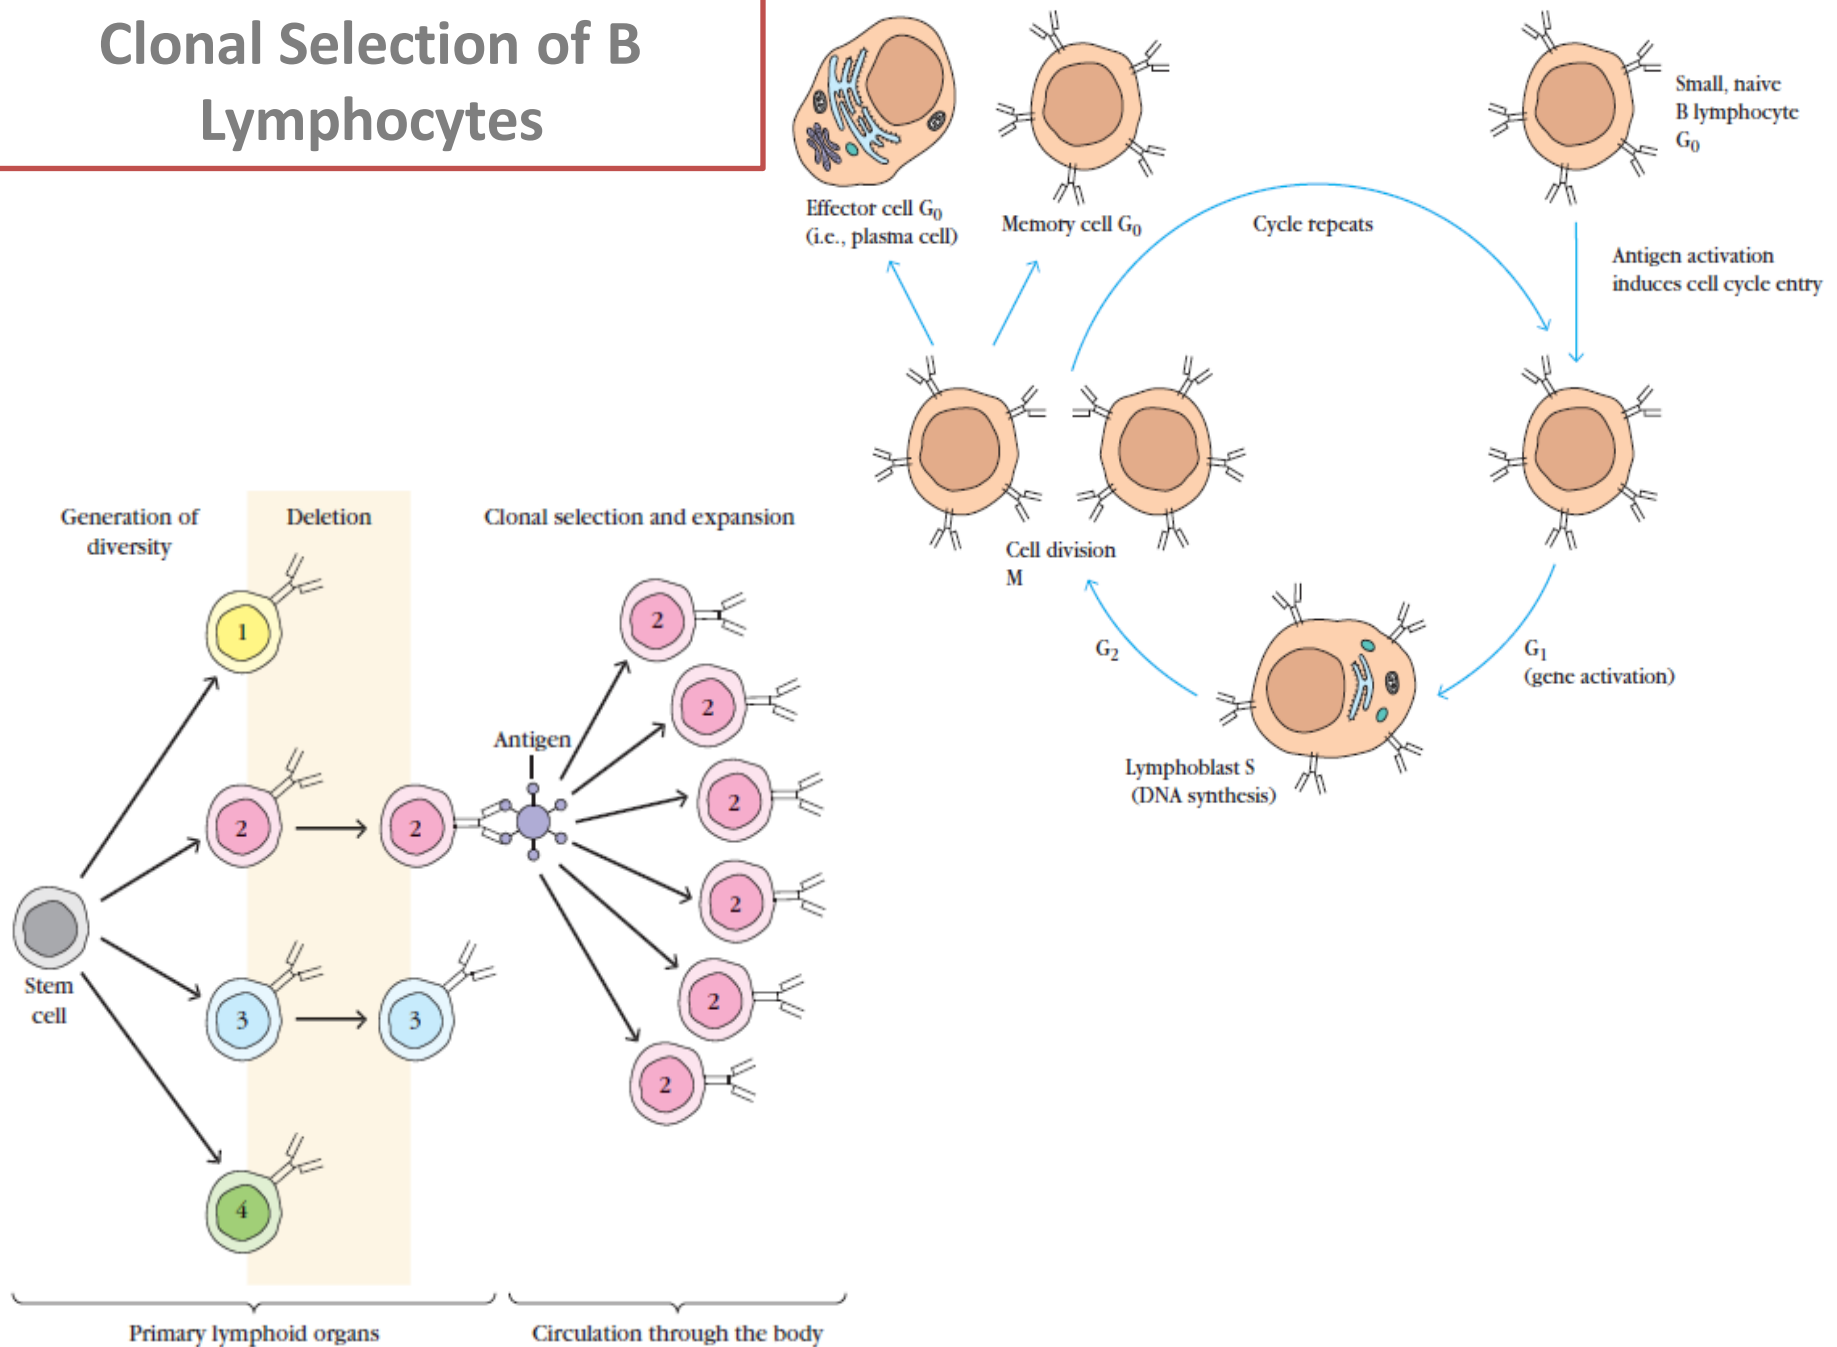 Clonal Selection of B
Lymphocytes
Effector cell G0
(i.e., plasma cell)
Memory cell G0
Cycle repeats
Small, naive
B lymphocyte
G0
Antigen activation
induces cell cycle entry
Cell division
M
G2
G1
(gene activation)
Lymphoblast S
(DNA synthesis)
Generation of
diversity
Deletion
Clonal selection and expansion
1
2
3
4
2
3
Antigen
2
2
2
2
2
2
Stem
cell
Primary lymphoid organs
Circulation through the body